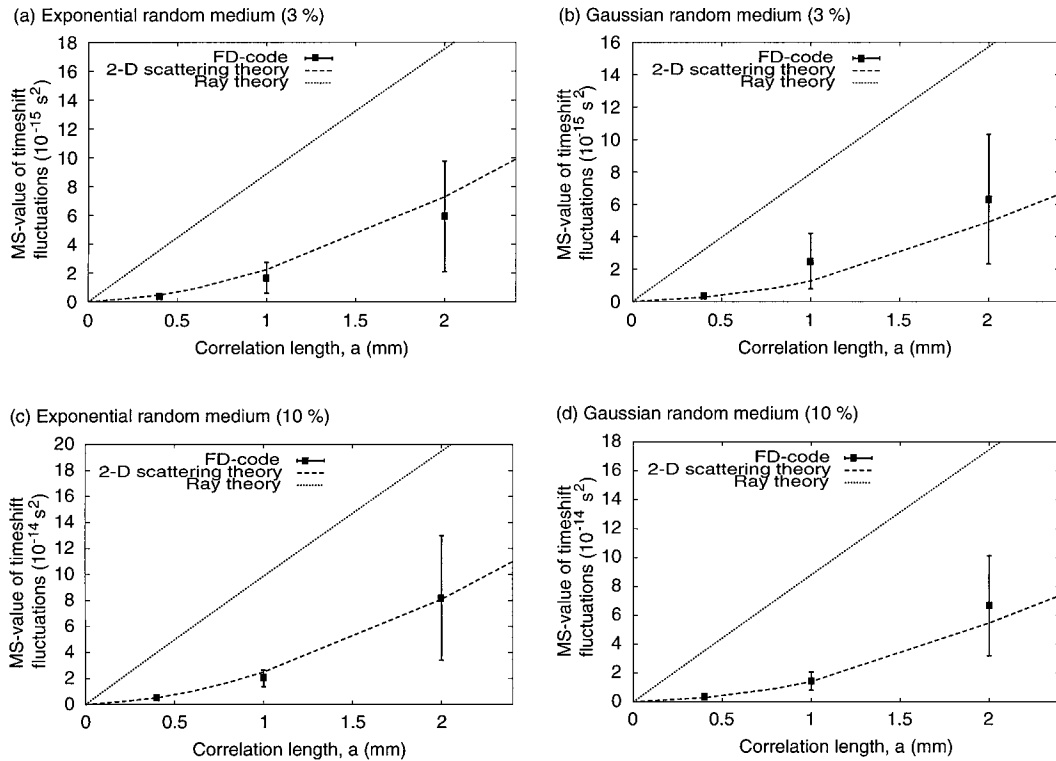 (a) Exponential random medium (3 %)
18
16
14
12
10
8
6
4
2
0
MS-value of timeshift
fluctuations (10^-15 s^2)
FD-code
2-D scattering theory
Ray theory
0
0.5
1
1.5
2
Correlation length, a (mm)
(b) Gaussian random medium (3 %)
18
16
14
12
10
8
6
4
2
0
MS-value of timeshift
fluctuations (10^-15 s^2)
FD-code
2-D scattering theory
Ray theory
0
0.5
1
1.5
2
Correlation length, a (mm)
(c) Exponential random medium (10 %)
20
18
16
14
12
10
8
6
4
2
0
MS-value of timeshift
fluctuations (10^-14 s^2)
FD-code
2-D scattering theory
Ray theory
0
0.5
1
1.5
2
Correlation length, a (mm)
(d) Gaussian random medium (10 %)
18
16
14
12
10
8
6
4
2
0
MS-value of timeshift
fluctuations (10^-14 s^2)
FD-code
2-D scattering theory
Ray theory
0
0.5
1
1.5
2
Correlation length, a (mm)